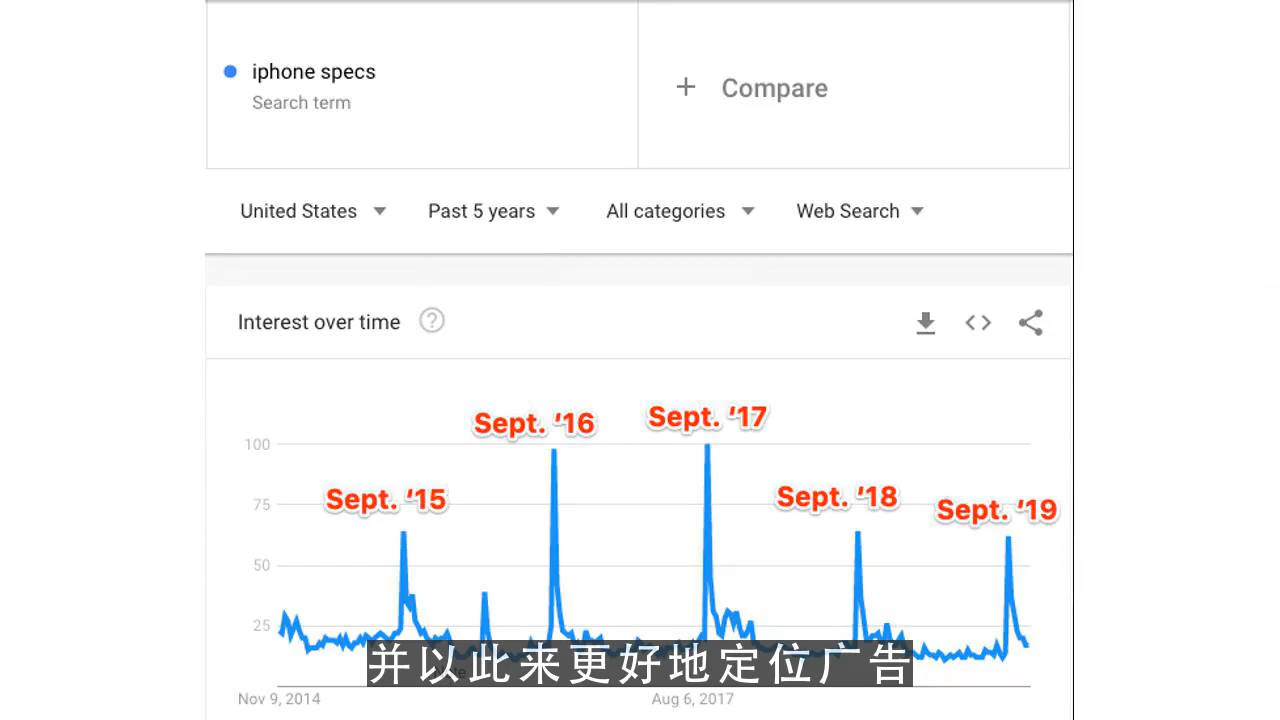 iphone specs
Search term
+ Compare
United States
Past 5 years
All categories
Web Search
Interest over time
Sept. ‘15
Sept. ‘16
Sept. ‘17
Sept. ‘18
Sept. ‘19
100
75
50
25
Note
并以此来更好地定位广告
Nov 9, 2014
Aug 6, 2017